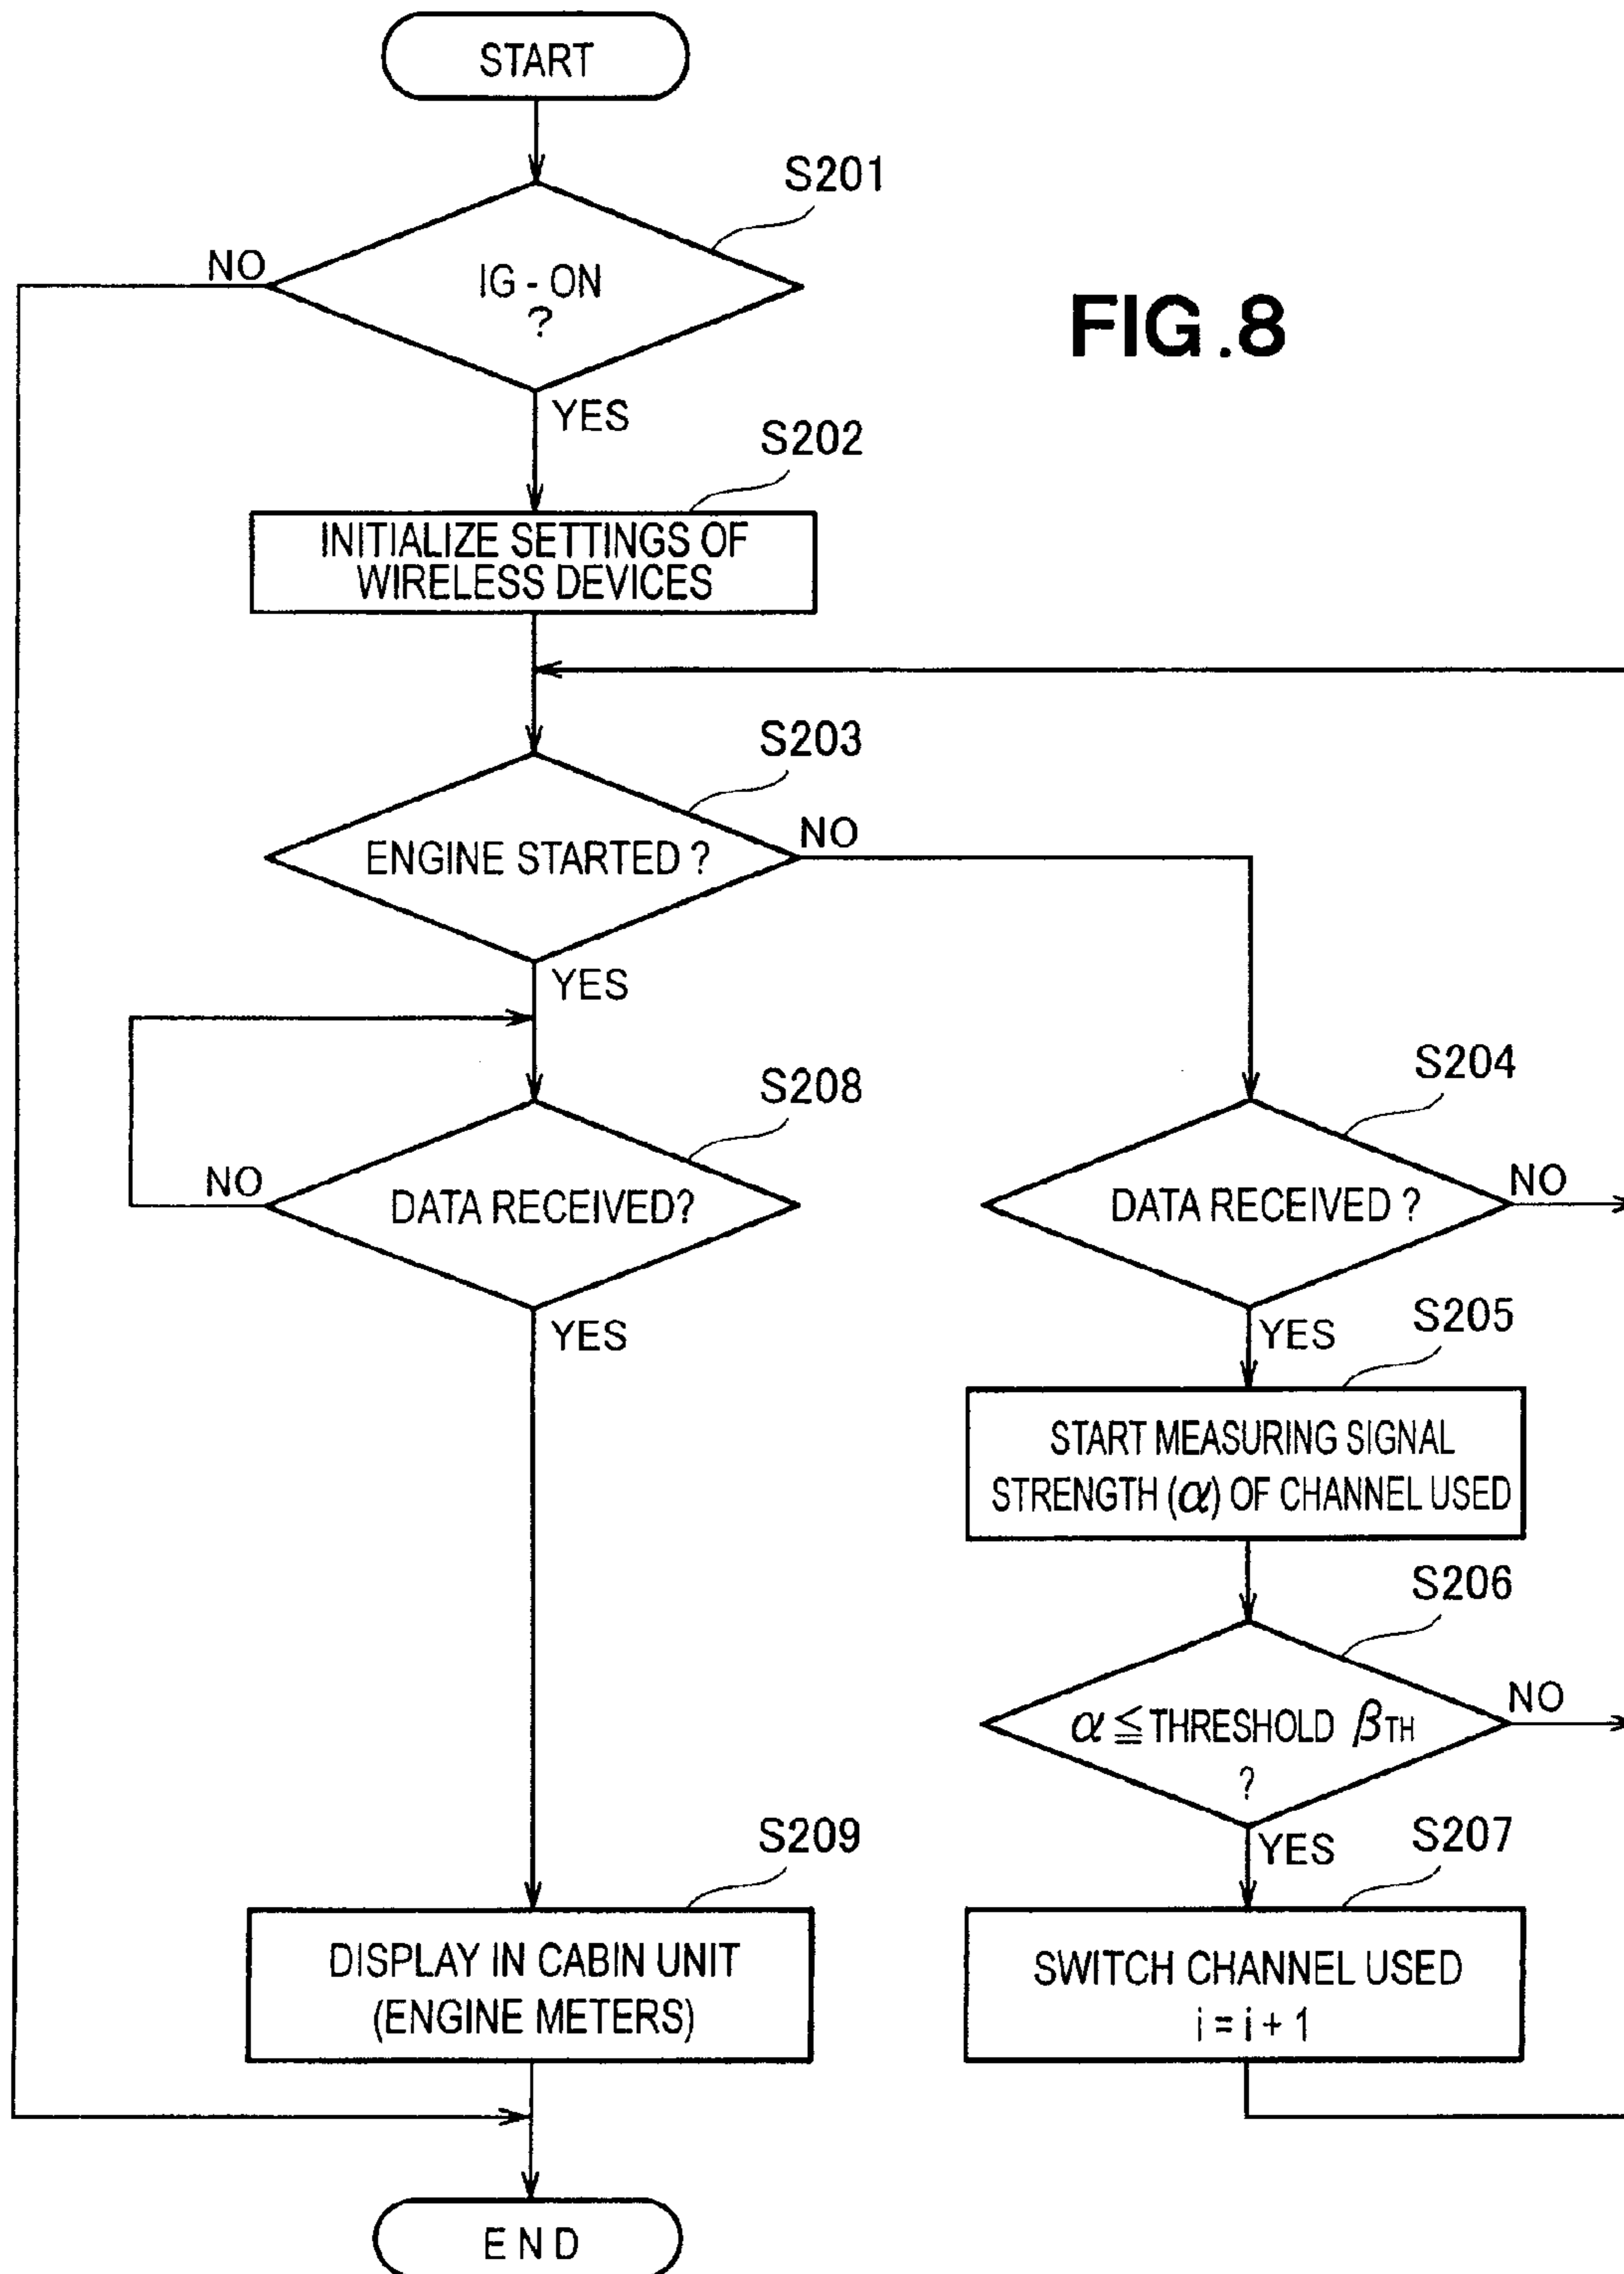 START
S201
NO
IG - ON
?
FIG.8
YES
S202
INITIALIZE SETTINGS OF
WIRELESS DEVICES
S203
ENGINE STARTED ?
NO
YES
S208
S204
NO
DATA RECEIVED?
DATA RECEIVED ?
NO
YES
YES
S205
START MEASURING SIGNAL
STRENGTH (α) OF CHANNEL USED
S206
α ≦ THRESHOLD βTH
?
NO
YES
S209
S207
DISPLAY IN CABIN UNIT
(ENGINE METERS)
SWITCH CHANNEL USED
i = i + 1
END